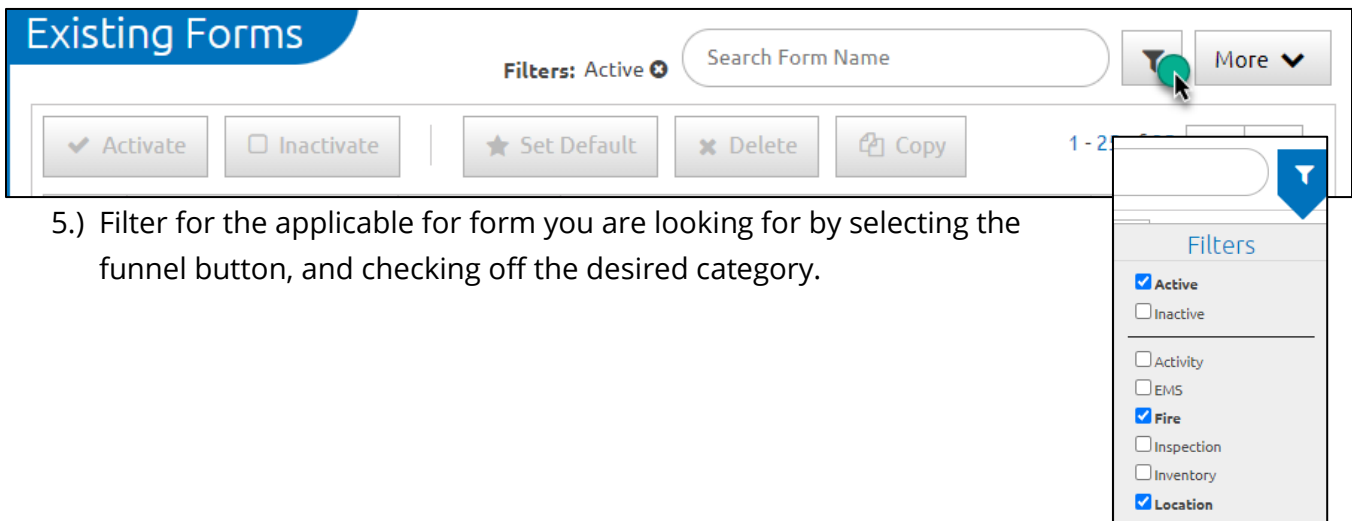 Existing Forms
Filters: Active
Search Form Name
More
Activate
Inactivate
Set Default
Delete
Copy
1 - 2
5.) Filter for the applicable for form you are looking for by selecting the
funnel button, and checking off the desired category.
Filters
Active
Inactive
Activity
EMS
Fire
Inspection
Inventory
Location